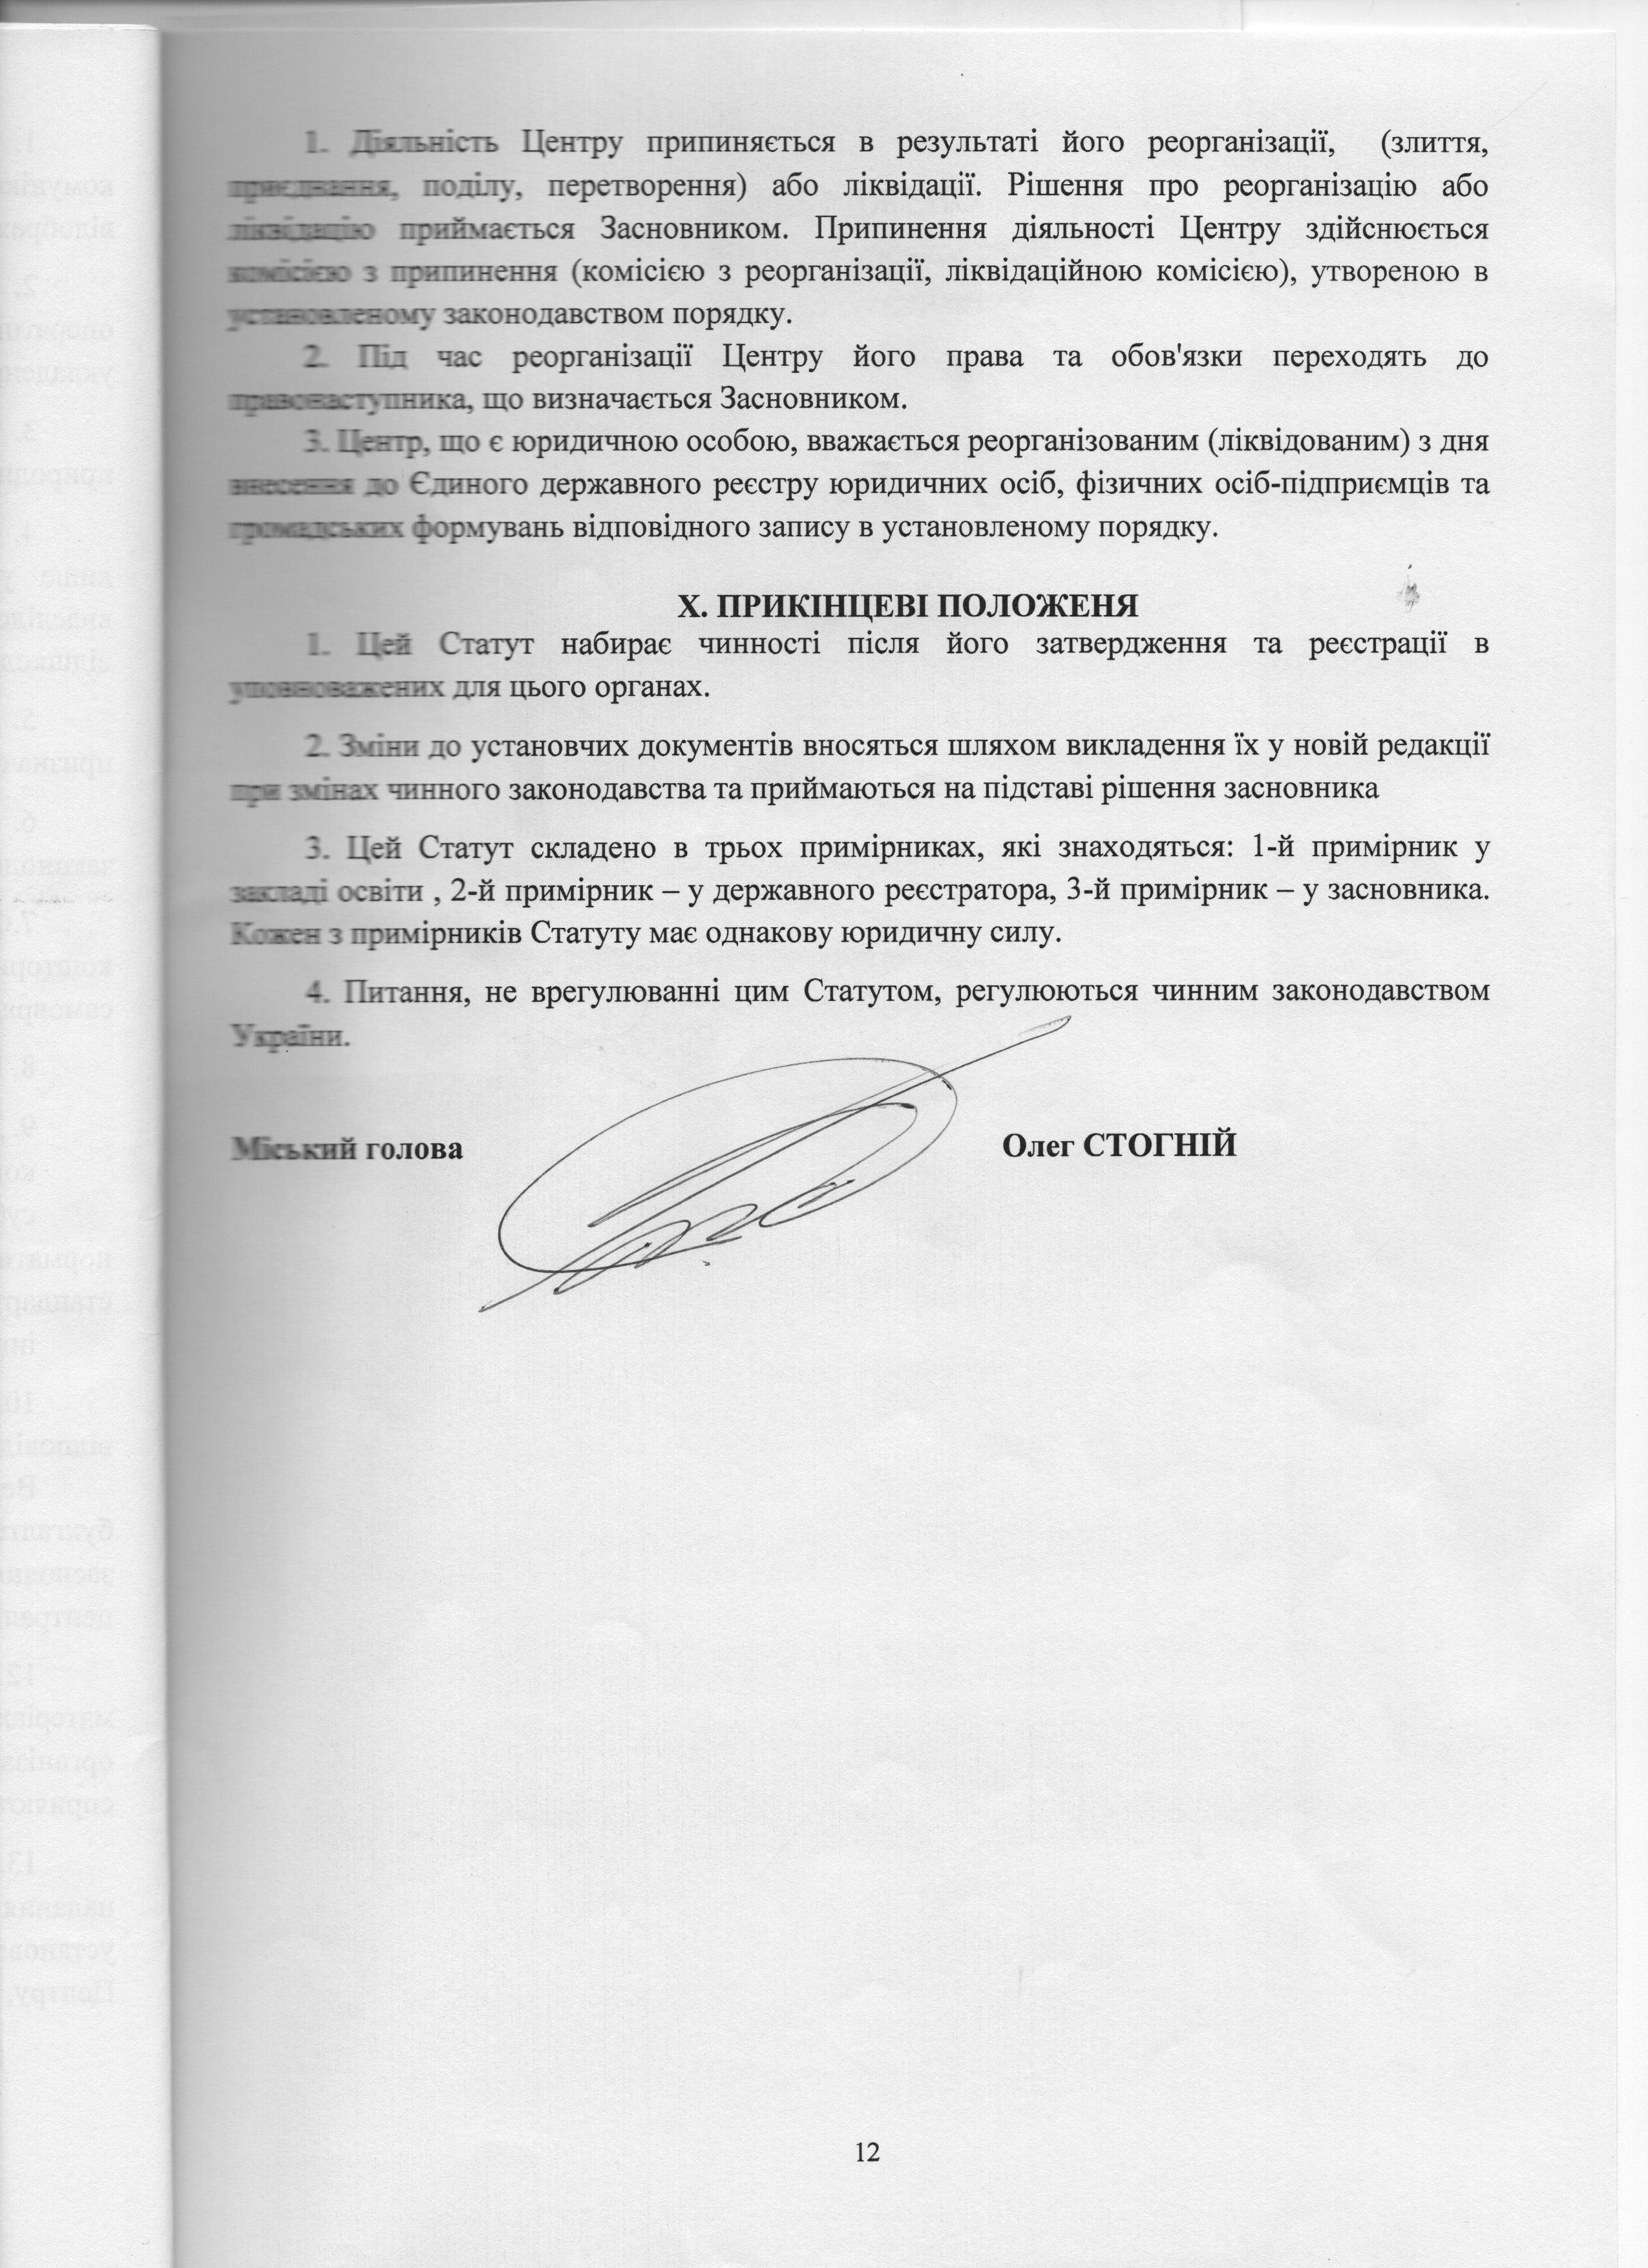 1. Діяльність Центру припиняється в результаті його реорганізації, (злиття,
приєднання, поділу, перетворення) або ліквідації. Рішення про реорганізацію або
ліквідацію приймається Засновником. Припинення діяльності Центру здійснюється
комісією з припинення (комісією з реорганізації, ліквідаційною комісією), утвореною в
установленому законодавством порядку.
2. Під час реорганізації Центру його права та обов'язки переходять до
правонаступника, що визначається Засновником.
3. Центр, що є юридичною особою, вважається реорганізованим (ліквідованим) з дня
внесення до Єдиного державного реєстру юридичних осіб, фізичних осіб-підприємців та
громадських формувань відповідного запису в установленому порядку.
X. ПРИКІНЦЕВІ ПОЛОЖЕНЯ
1. Цей Статут набирає чинності після його затвердження та реєстрації в
уповноважених для цього органах.
2. Зміни до установчих документів вносяться шляхом викладення їх у новій редакції
при змінах чинного законодавства та приймаються на підставі рішення засновника
3. Цей Статут складено в трьох примірниках, які знаходяться: 1-й примірник у
закладі освіти , 2-й примірник – у державного реєстратора, 3-й примірник – у засновника.
Кожен з примірників Статуту має однакову юридичну силу.
4. Питання, не врегулюванні цим Статутом, регулюються чинним законодавством
України.
Міський голова Олег СТОГНІЙ
12